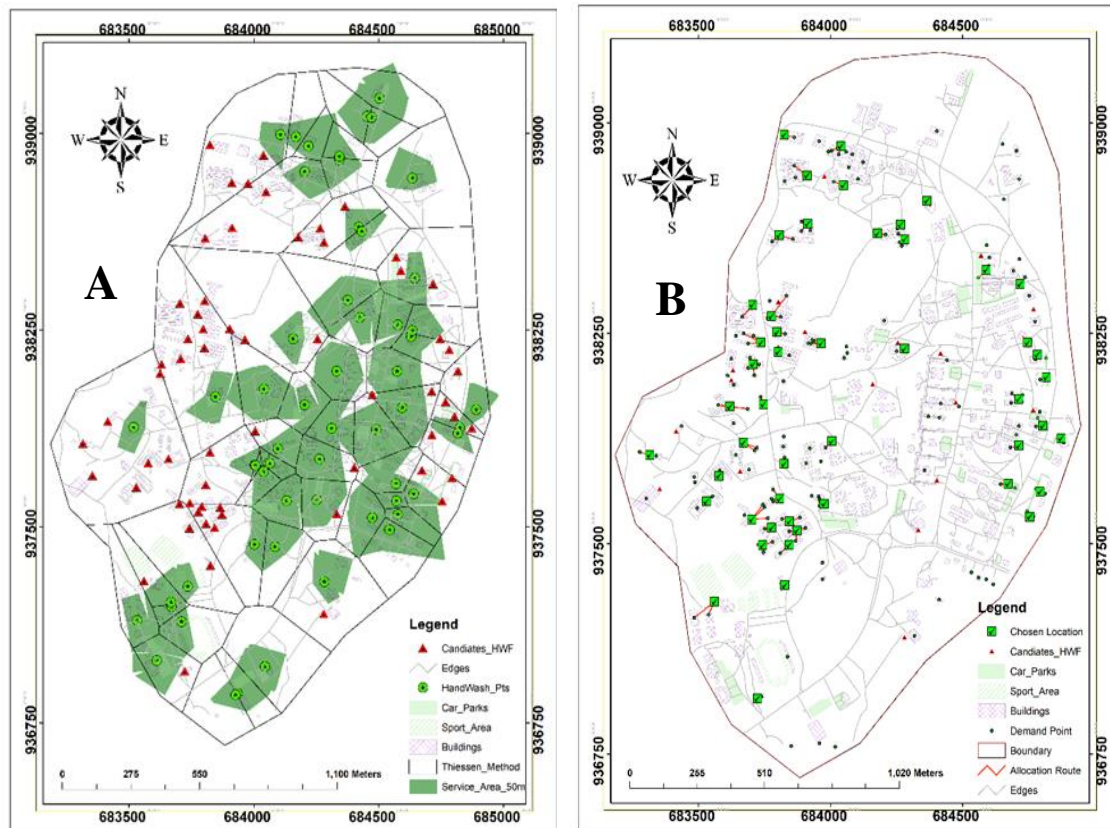 683500 684000 684500 685000
939000
938250
937500
936750
N
W E
S
A
Legend
Candiates_HWF
Edges
HandWash_Pts
Car_Parks
Sport_Area
Buildings
Thiessen_Method
Service_Area_50m
0 275 550 1,100 Meters
939000
938250
937500
936750
683500 684000 684500 685000
683500 684000 684500
939000
938250
937500
936750
N
W E
S
B
Legend
Chosen Location
Candiates_HWF
Car_Parks
Sport_Area
Buildings
Demand Point
Boundary
Allocation Route
Edges
0 255 510 1,020 Meters
939000
938250
937500
936750
683500 684000 684500